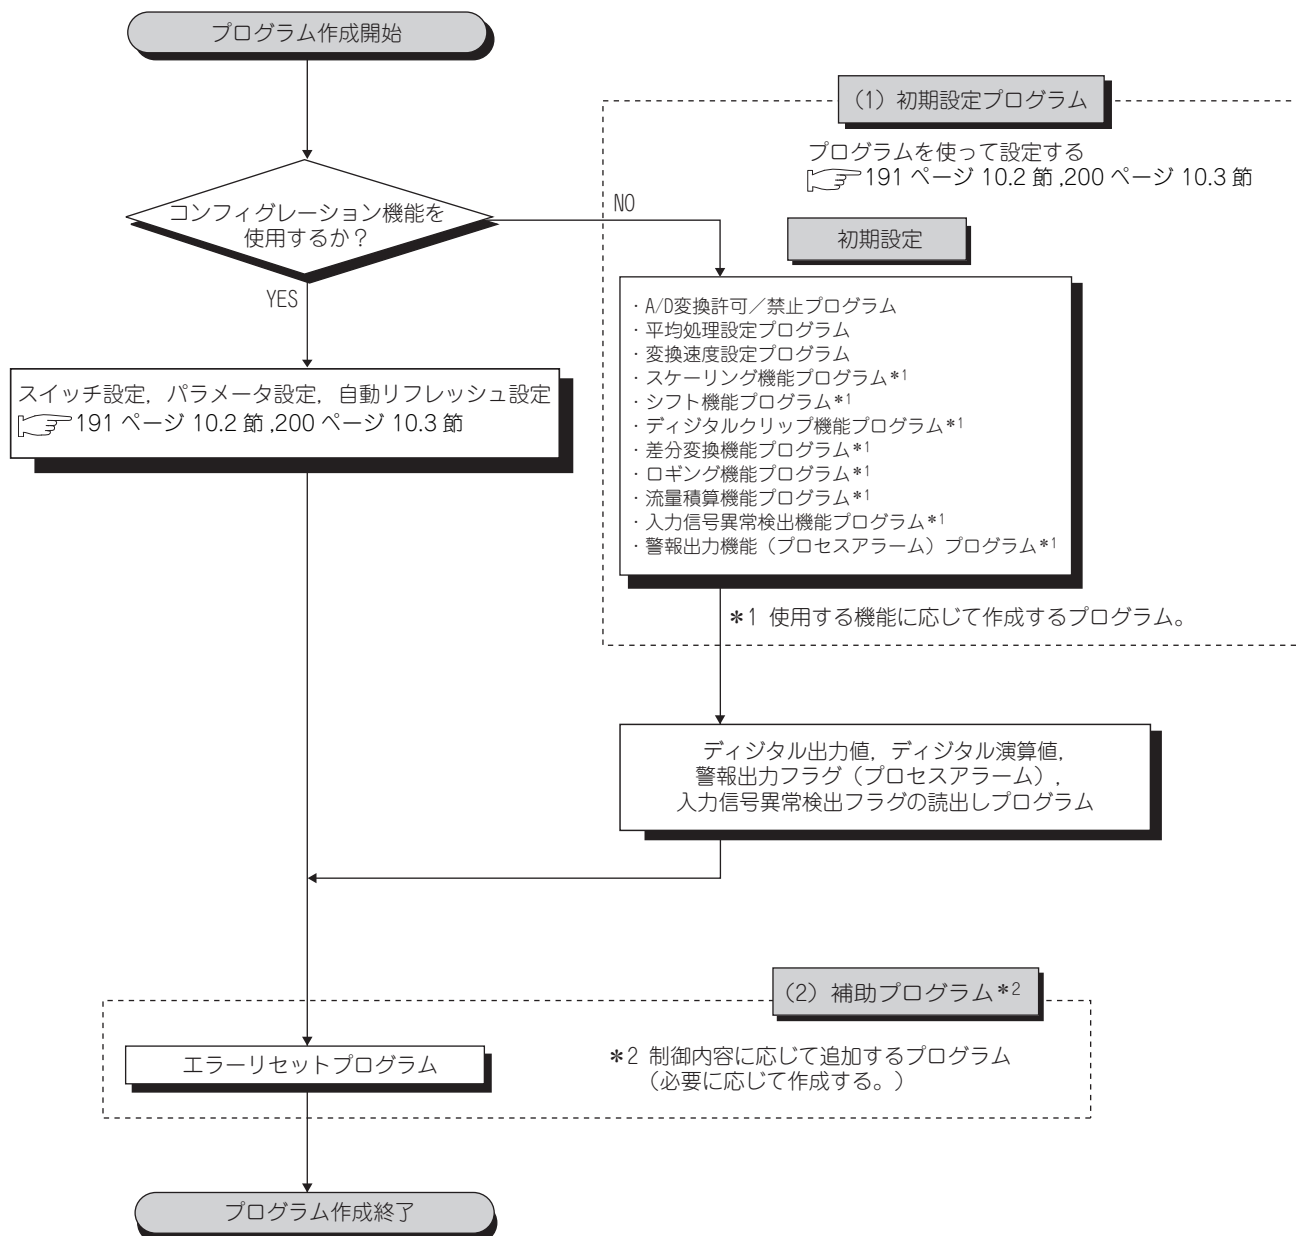 プログラム作成開始
(1) 初期設定プログラム
プログラムを使って設定する
191 ページ 10.2 節 ,200 ページ 10.3 節
コンフィグレーション機能を
使用するか？
NO
初期設定
YES
・A/D変換許可／禁止プログラム
・平均処理設定プログラム
・変換速度設定プログラム
・スケーリング機能プログラム*1
・シフト機能プログラム*1
・ディジタルクリップ機能プログラム*1
・差分変換機能プログラム*1
・ロギング機能プログラム*1
・流量積算機能プログラム*1
・入力信号異常検出機能プログラム*1
・警報出力機能（プロセスアラーム）プログラム*1
スイッチ設定，パラメータ設定，自動リフレッシュ設定
191 ページ 10.2 節 ,200 ページ 10.3 節
*1 使用する機能に応じて作成するプログラム。
ディジタル出力値，ディジタル演算値，
警報出力フラグ（プロセスアラーム），
入力信号異常検出フラグの読出しプログラム
(2) 補助プログラム*2
エラーリセットプログラム
*2 制御内容に応じて追加するプログラム
（必要に応じて作成する。）
プログラム作成終了